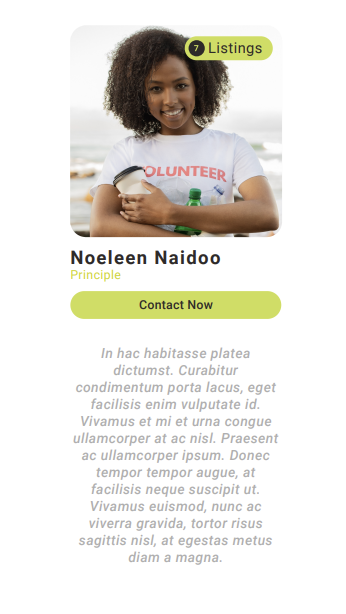 7 Listings
VOLUNTEER
Noeleen Naidoo
Principle
Contact Now
In hac habitasse platea
dictumst. Curabitur
condimentum porta lacus, eget
facilisis enim vulputate id.
Vivamus et mi et urna congue
ullamcorper at ac nisl. Praesent
ac ullamcorper ipsum. Donec
tempor tempor augue, at
facilisis neque suscipit ut.
Vivamus euismod, nunc ac
viverra gravida, tortor risus
sagittis nisl, at egestas metus
diam a magna.